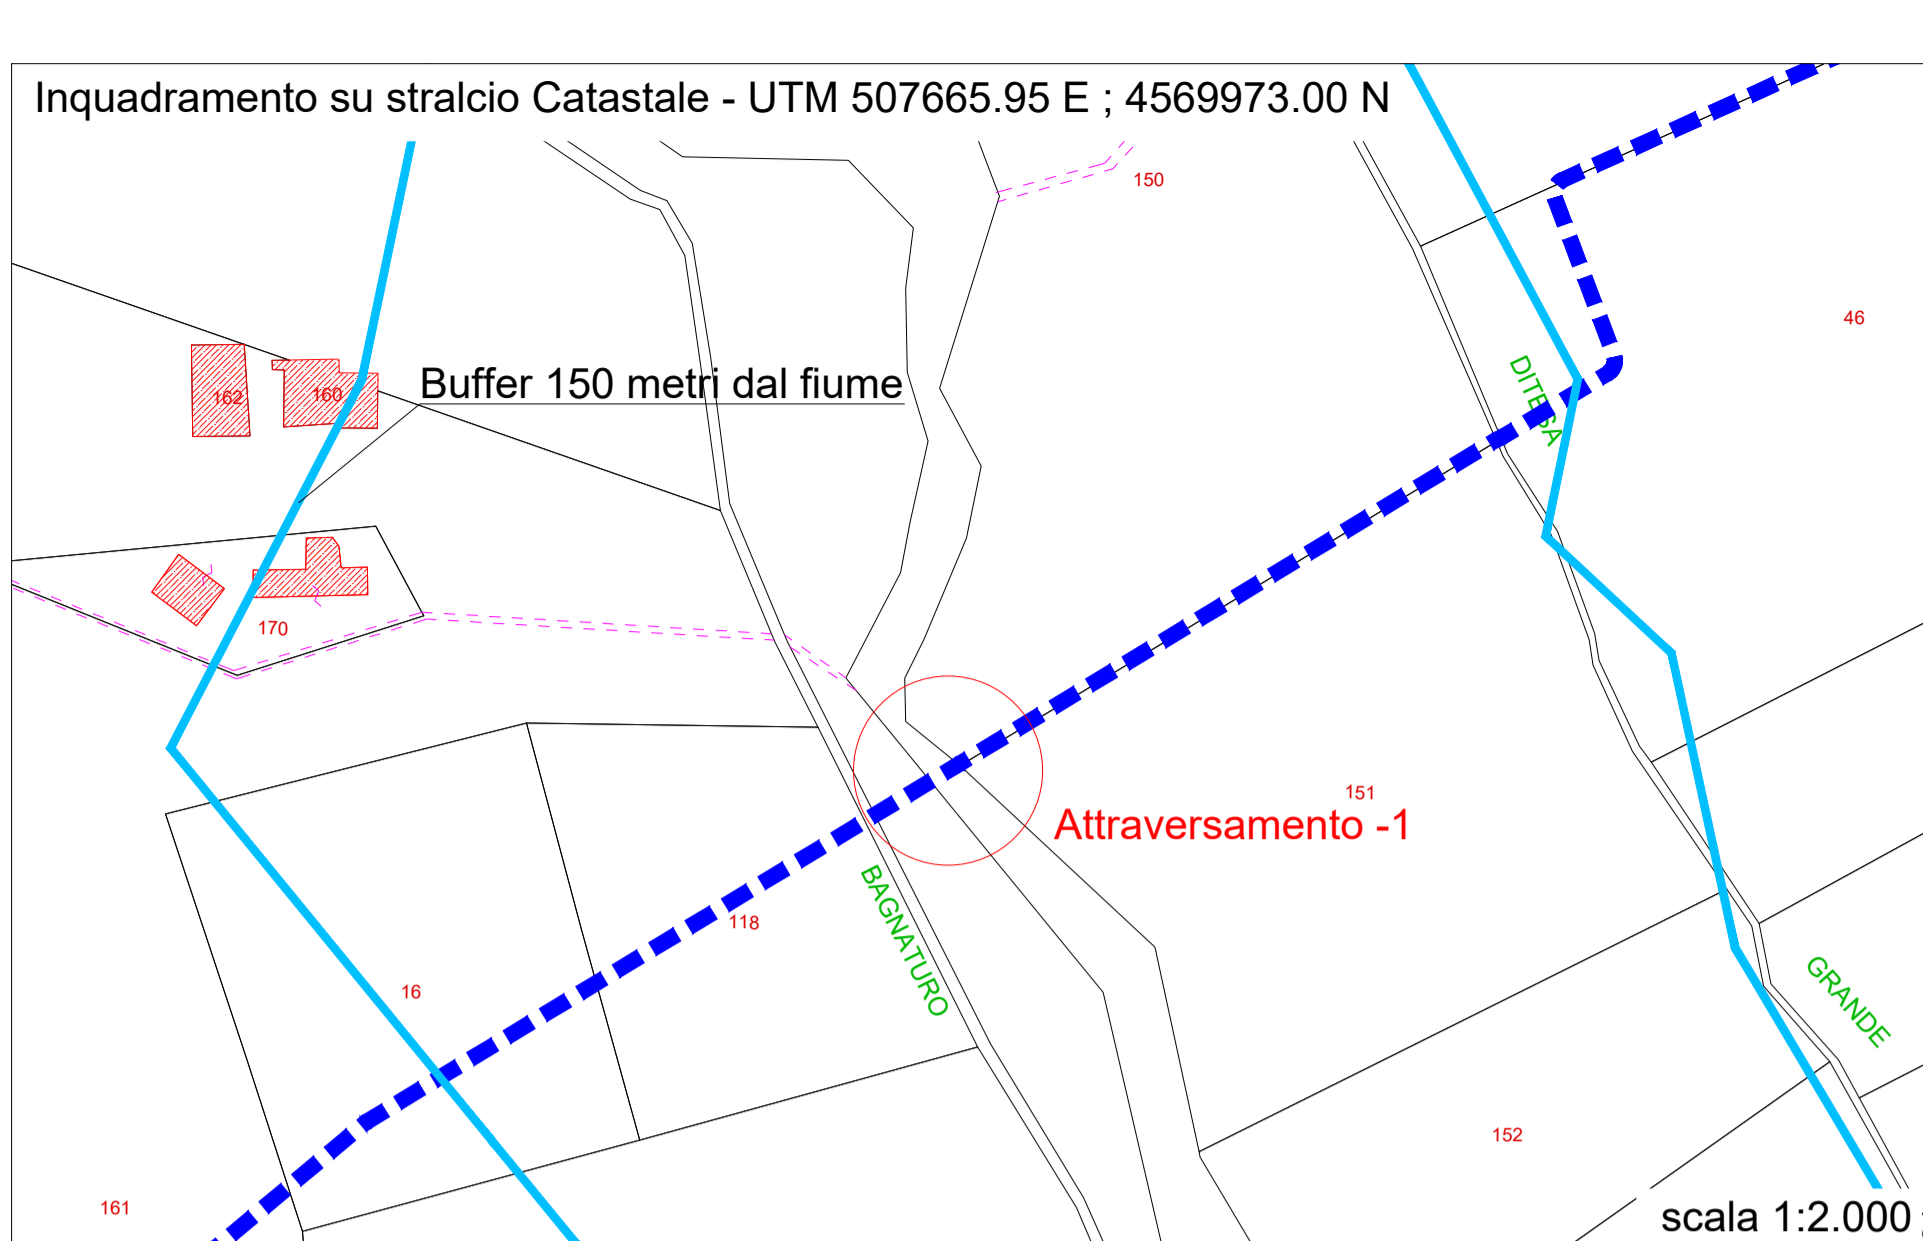 Inquadramento su stralcio Catastale - UTM 507665.95 E ; 4569973.00 N
150
46
DITESA
Buffer 150 metri dal fiume
162
160
170
151
Attraversamento -1
118
BAGNATURO
16
GRANDE
152
161
scala 1:2.000